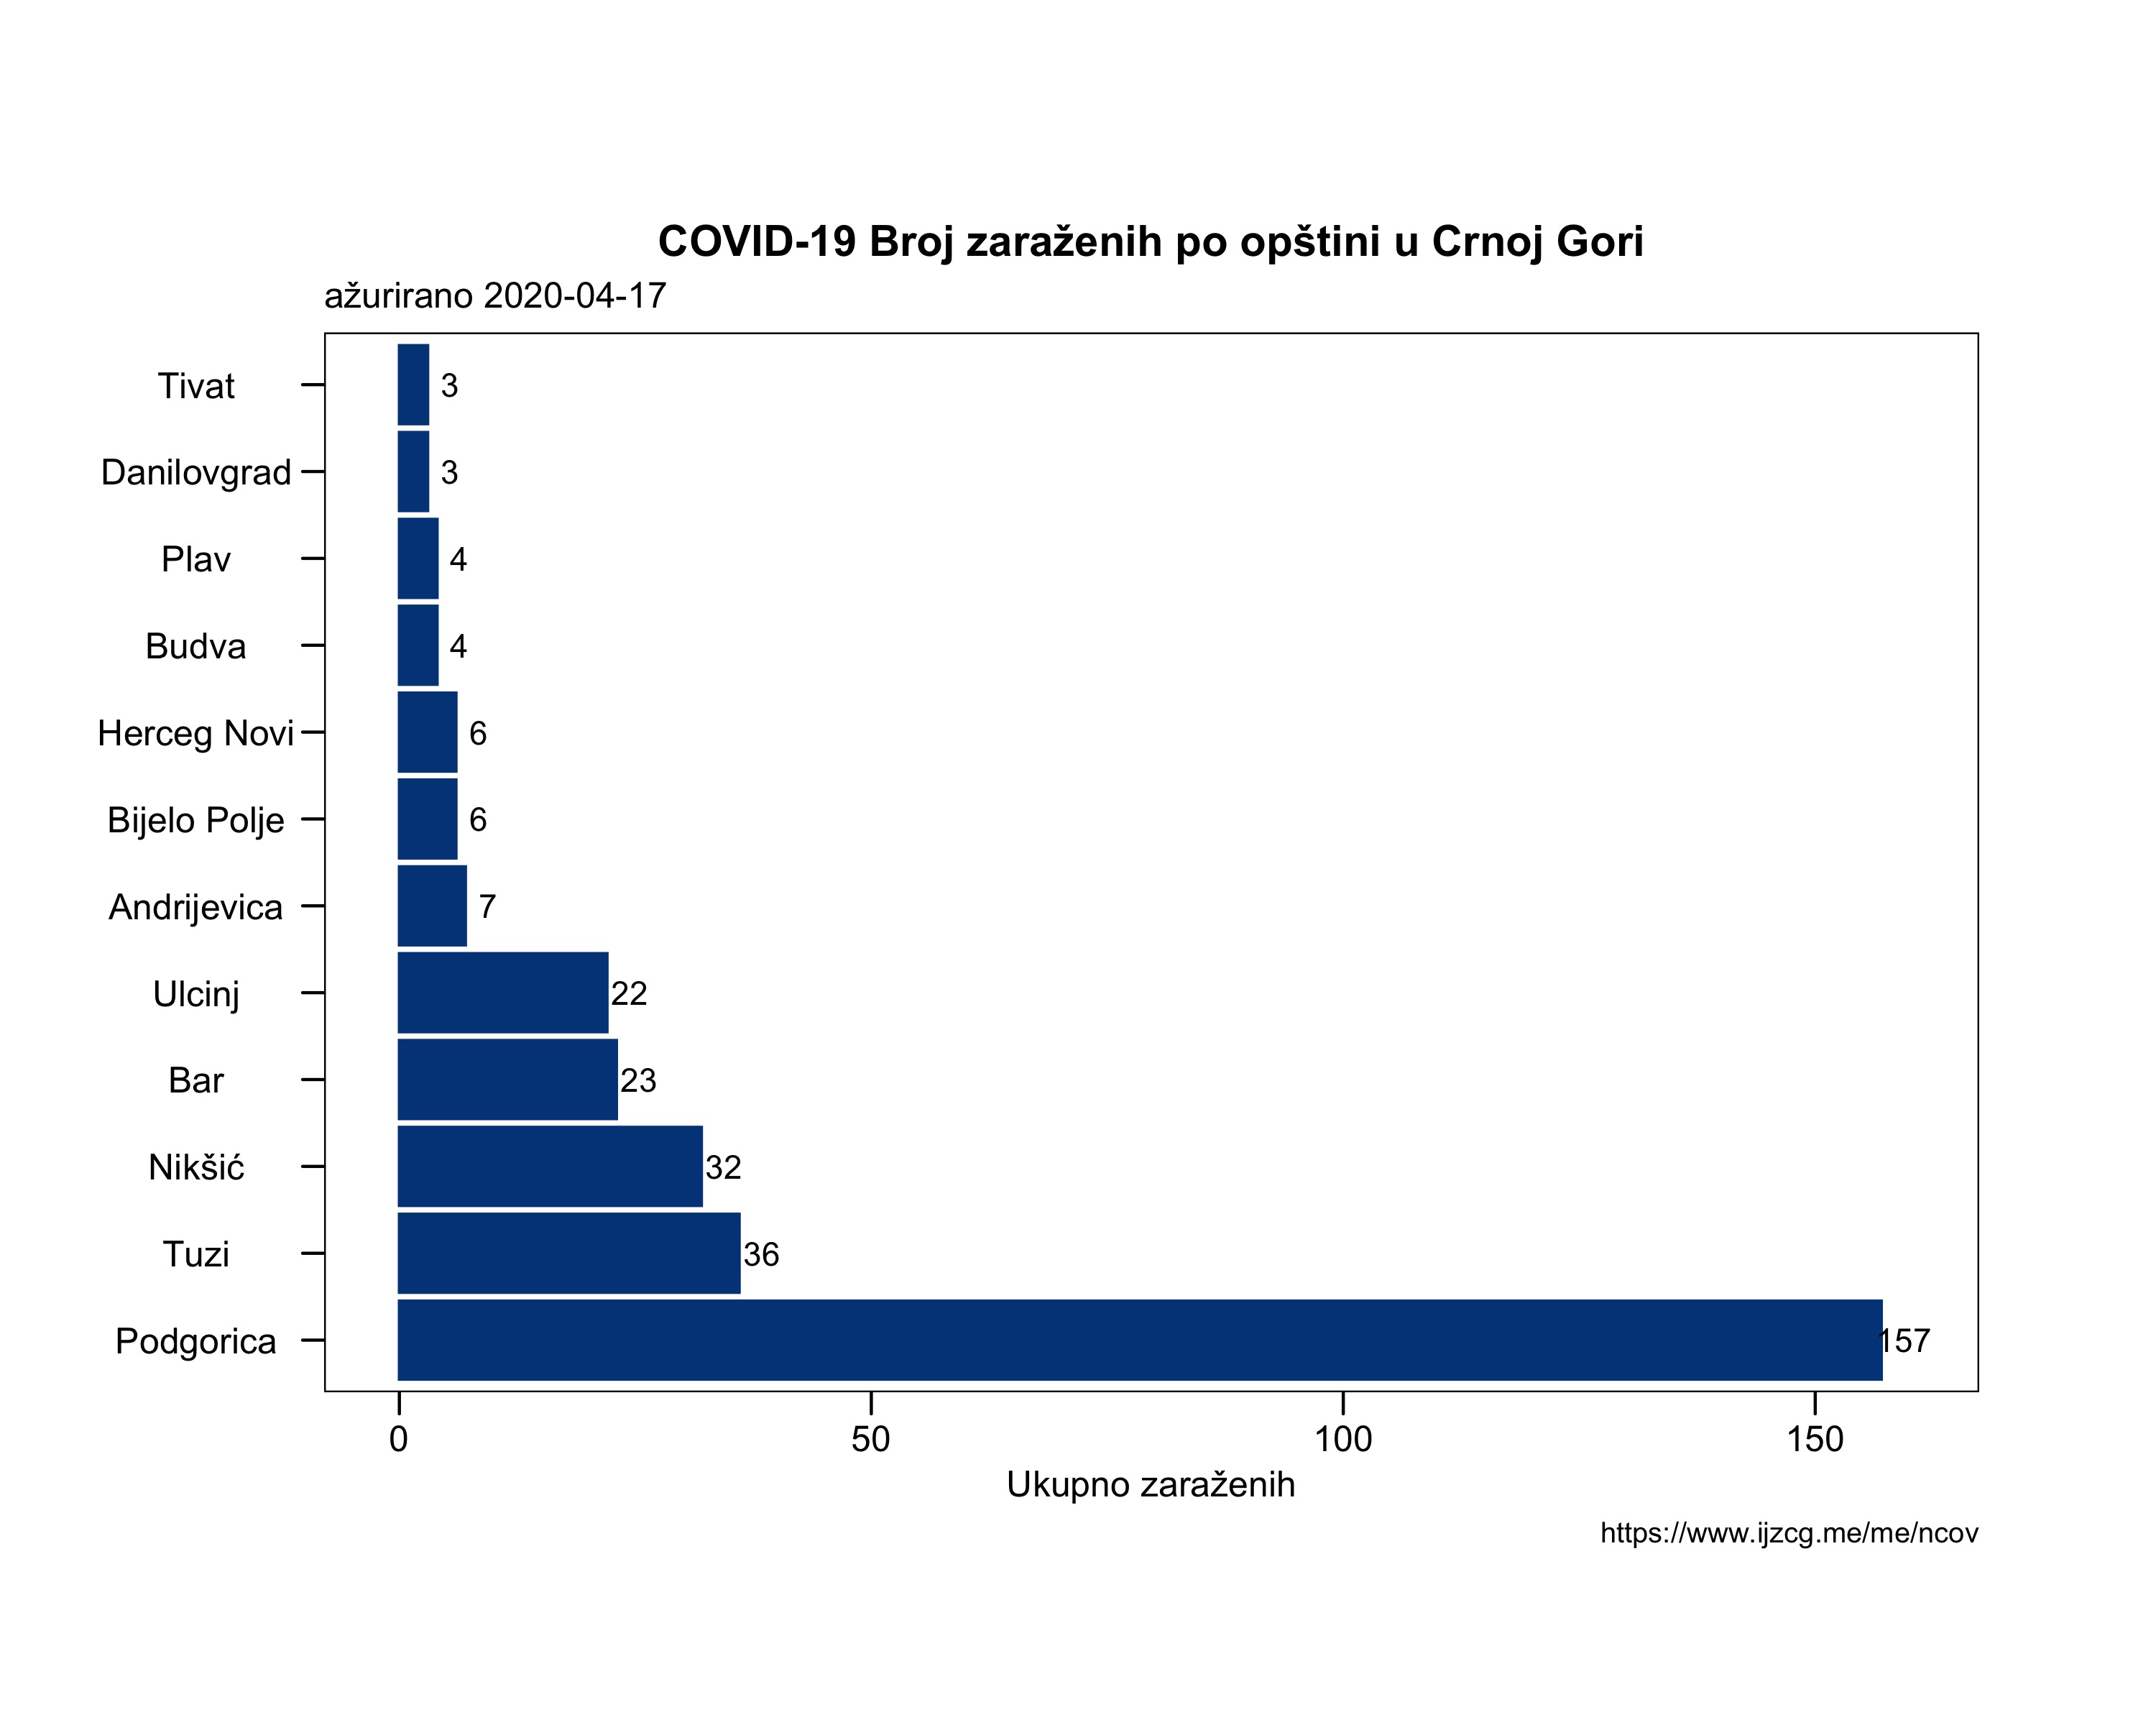 COVID-19 Broj zaraženih po opštini u Crnoj Gori
ažurirano 2020-04-17
Tivat 3
Danilovgrad 3
Plav 4
Budva 4
Herceg Novi 6
Bijelo Polje 6
Andrijevica 7
Ulcinj 22
Bar 23
Nikšić 32
Tuzi 36
Podgorica 157
0 50 100 150
Ukupno zaraženih
https://www.ijzcg.me/me/ncov